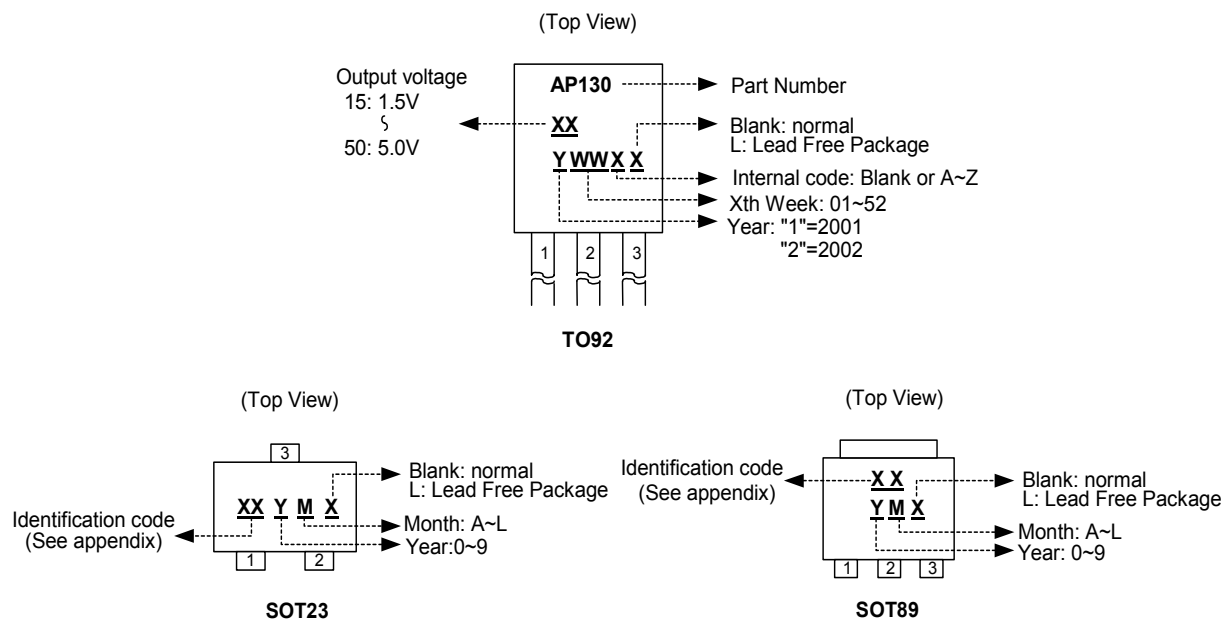 (Top View)
Output voltage
15: 1.5V
50: 5.0V
AP130
Part Number
XX
Blank: normal
L: Lead Free Package
Y WW X X
Internal code: Blank or A~Z
Xth Week: 01~52
Year: "1"=2001
"2"=2002
1 2 3
TO92
(Top View)
3
Blank: normal
L: Lead Free Package
XX Y M X
Identification code
(See appendix)
Month: A~L
Year:0~9
1 2
SOT23
(Top View)
Identification code
(See appendix)
X X
Blank: normal
L: Lead Free Package
Y M X
Month: A~L
Year: 0~9
1 2 3
SOT89